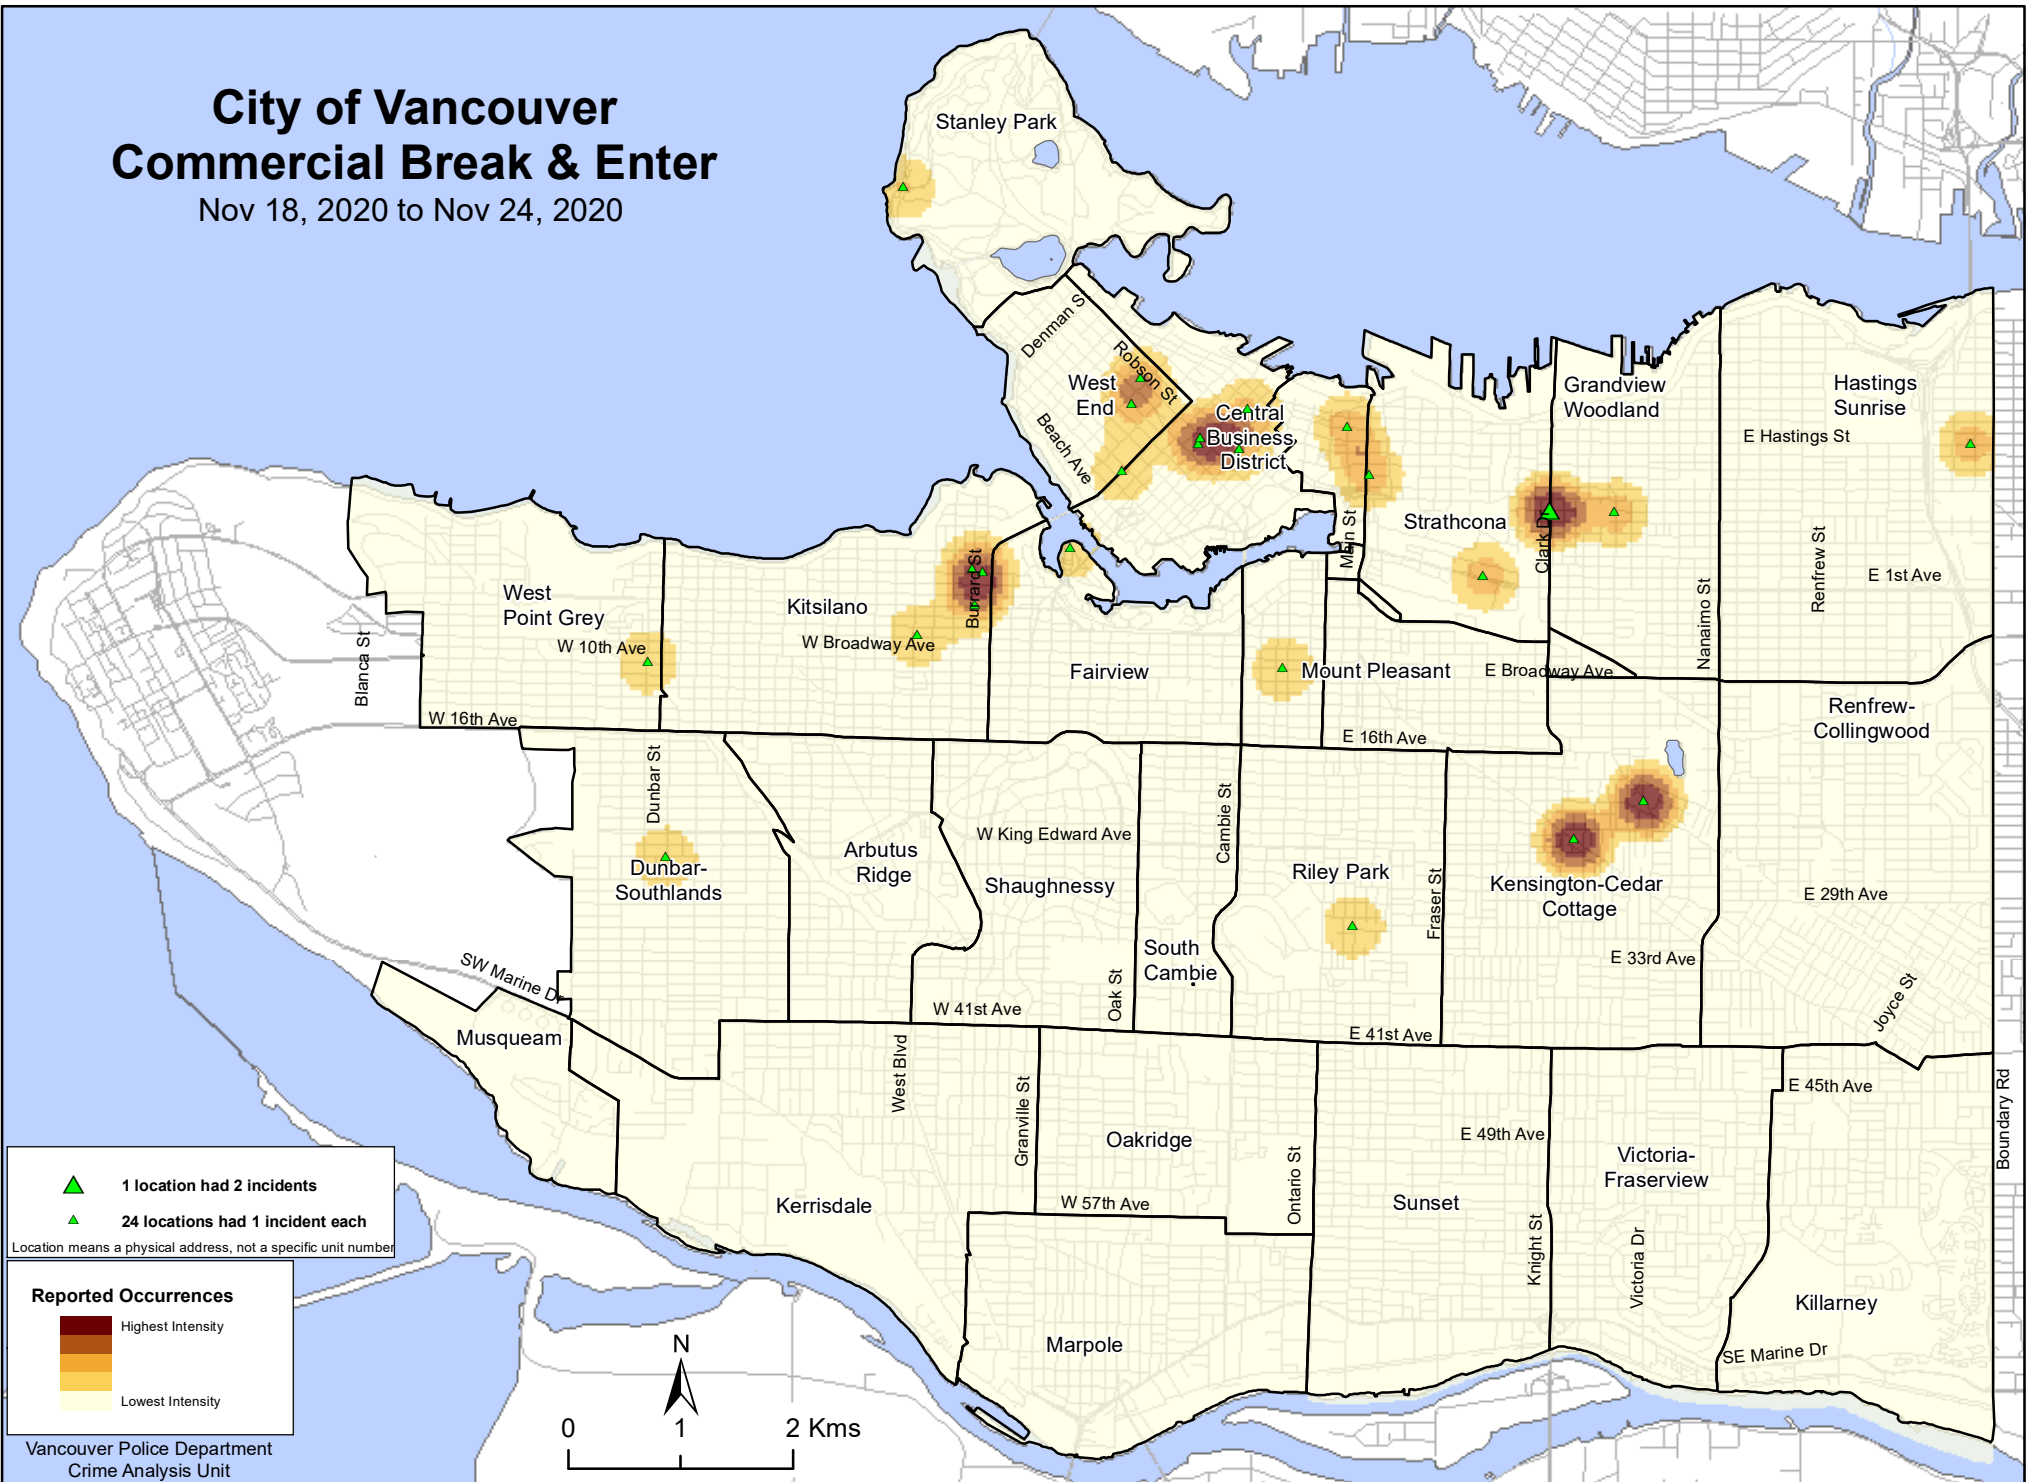 City of Vancouver
Commercial Break & Enter
Nov 18, 2020 to Nov 24, 2020
Stanley Park
Denman S
Robson St
West
End
Beach Ave
Central
Business
District
Grandview
Woodland
Hastings
Sunrise
E Hastings St
Strathcona
Main St
Clark D
Nanaimo St
Renfrew St
E 1st Ave
West
Point Grey
W 10th Ave
Blanca St
W 16th Ave
Kitsilano
W Broadway Ave
Burrard St
Fairview
Mount Pleasant
E Broadway Ave
E 16th Ave
Renfrew-
Collingwood
Dunbar St
Dunbar-
Southlands
Arbutus
Ridge
W King Edward Ave
Shaughnessy
Cambie St
South
Cambie
Oak St
Riley Park
Fraser St
Kensington-Cedar
Cottage
E 29th Ave
E 33rd Ave
Joyce St
SW Marine Dr
Musqueam
W 41st Ave
E 41st Ave
West Blvd
Granville St
Oakridge
Ontario St
E 49th Ave
E 45th Ave
Boundary Rd
Kerrisdale
W 57th Ave
Sunset
Knight St
Victoria-
Fraserview
Victoria Dr
Killarney
SE Marine Dr
Marpole
1 location had 2 incidents
24 locations had 1 incident each
Location means a physical address, not a specific unit number
Reported Occurrences
Highest Intensity
Lowest Intensity
Vancouver Police Department
Crime Analysis Unit
N
0 1 2 Kms